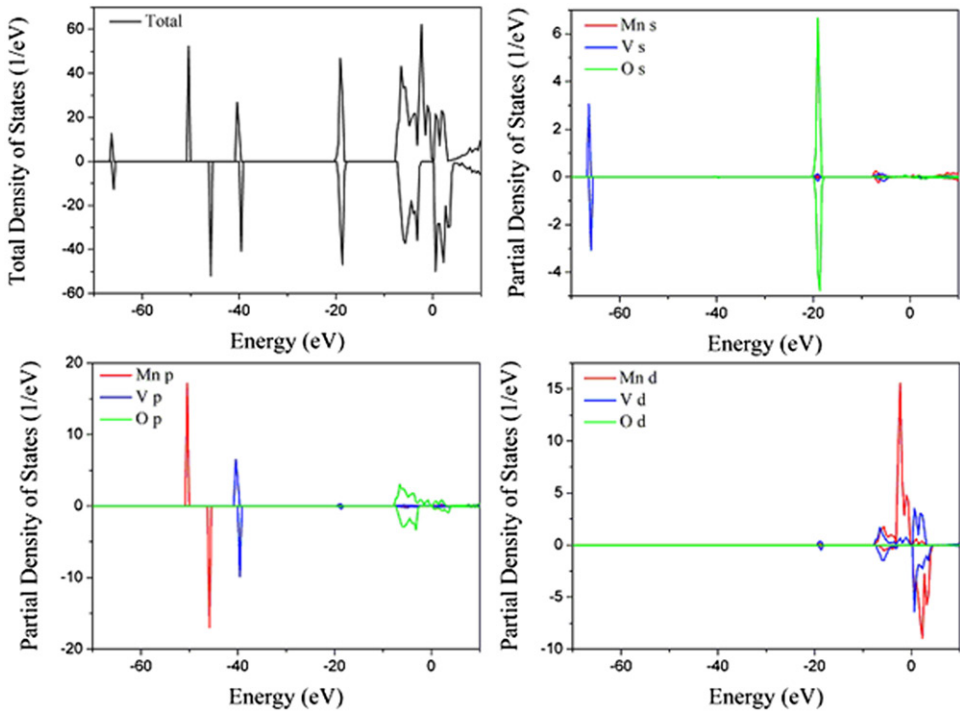 Total
Total Density of States (1/eV)
60
40
20
0
-20
-40
-60
-60
-40
-20
0
Energy (eV)
Mn s
V s
O s
Partial Density of States (1/eV)
6
4
2
0
-2
-4
-60
-40
-20
0
Energy (eV)
Mn p
V p
O p
Partial Density of States (1/eV)
20
10
0
-10
-20
-60
-40
-20
0
Energy (eV)
Mn d
V d
O d
Partial Density of States (1/eV)
15
10
5
0
-5
-10
-60
-40
-20
0
Energy (eV)